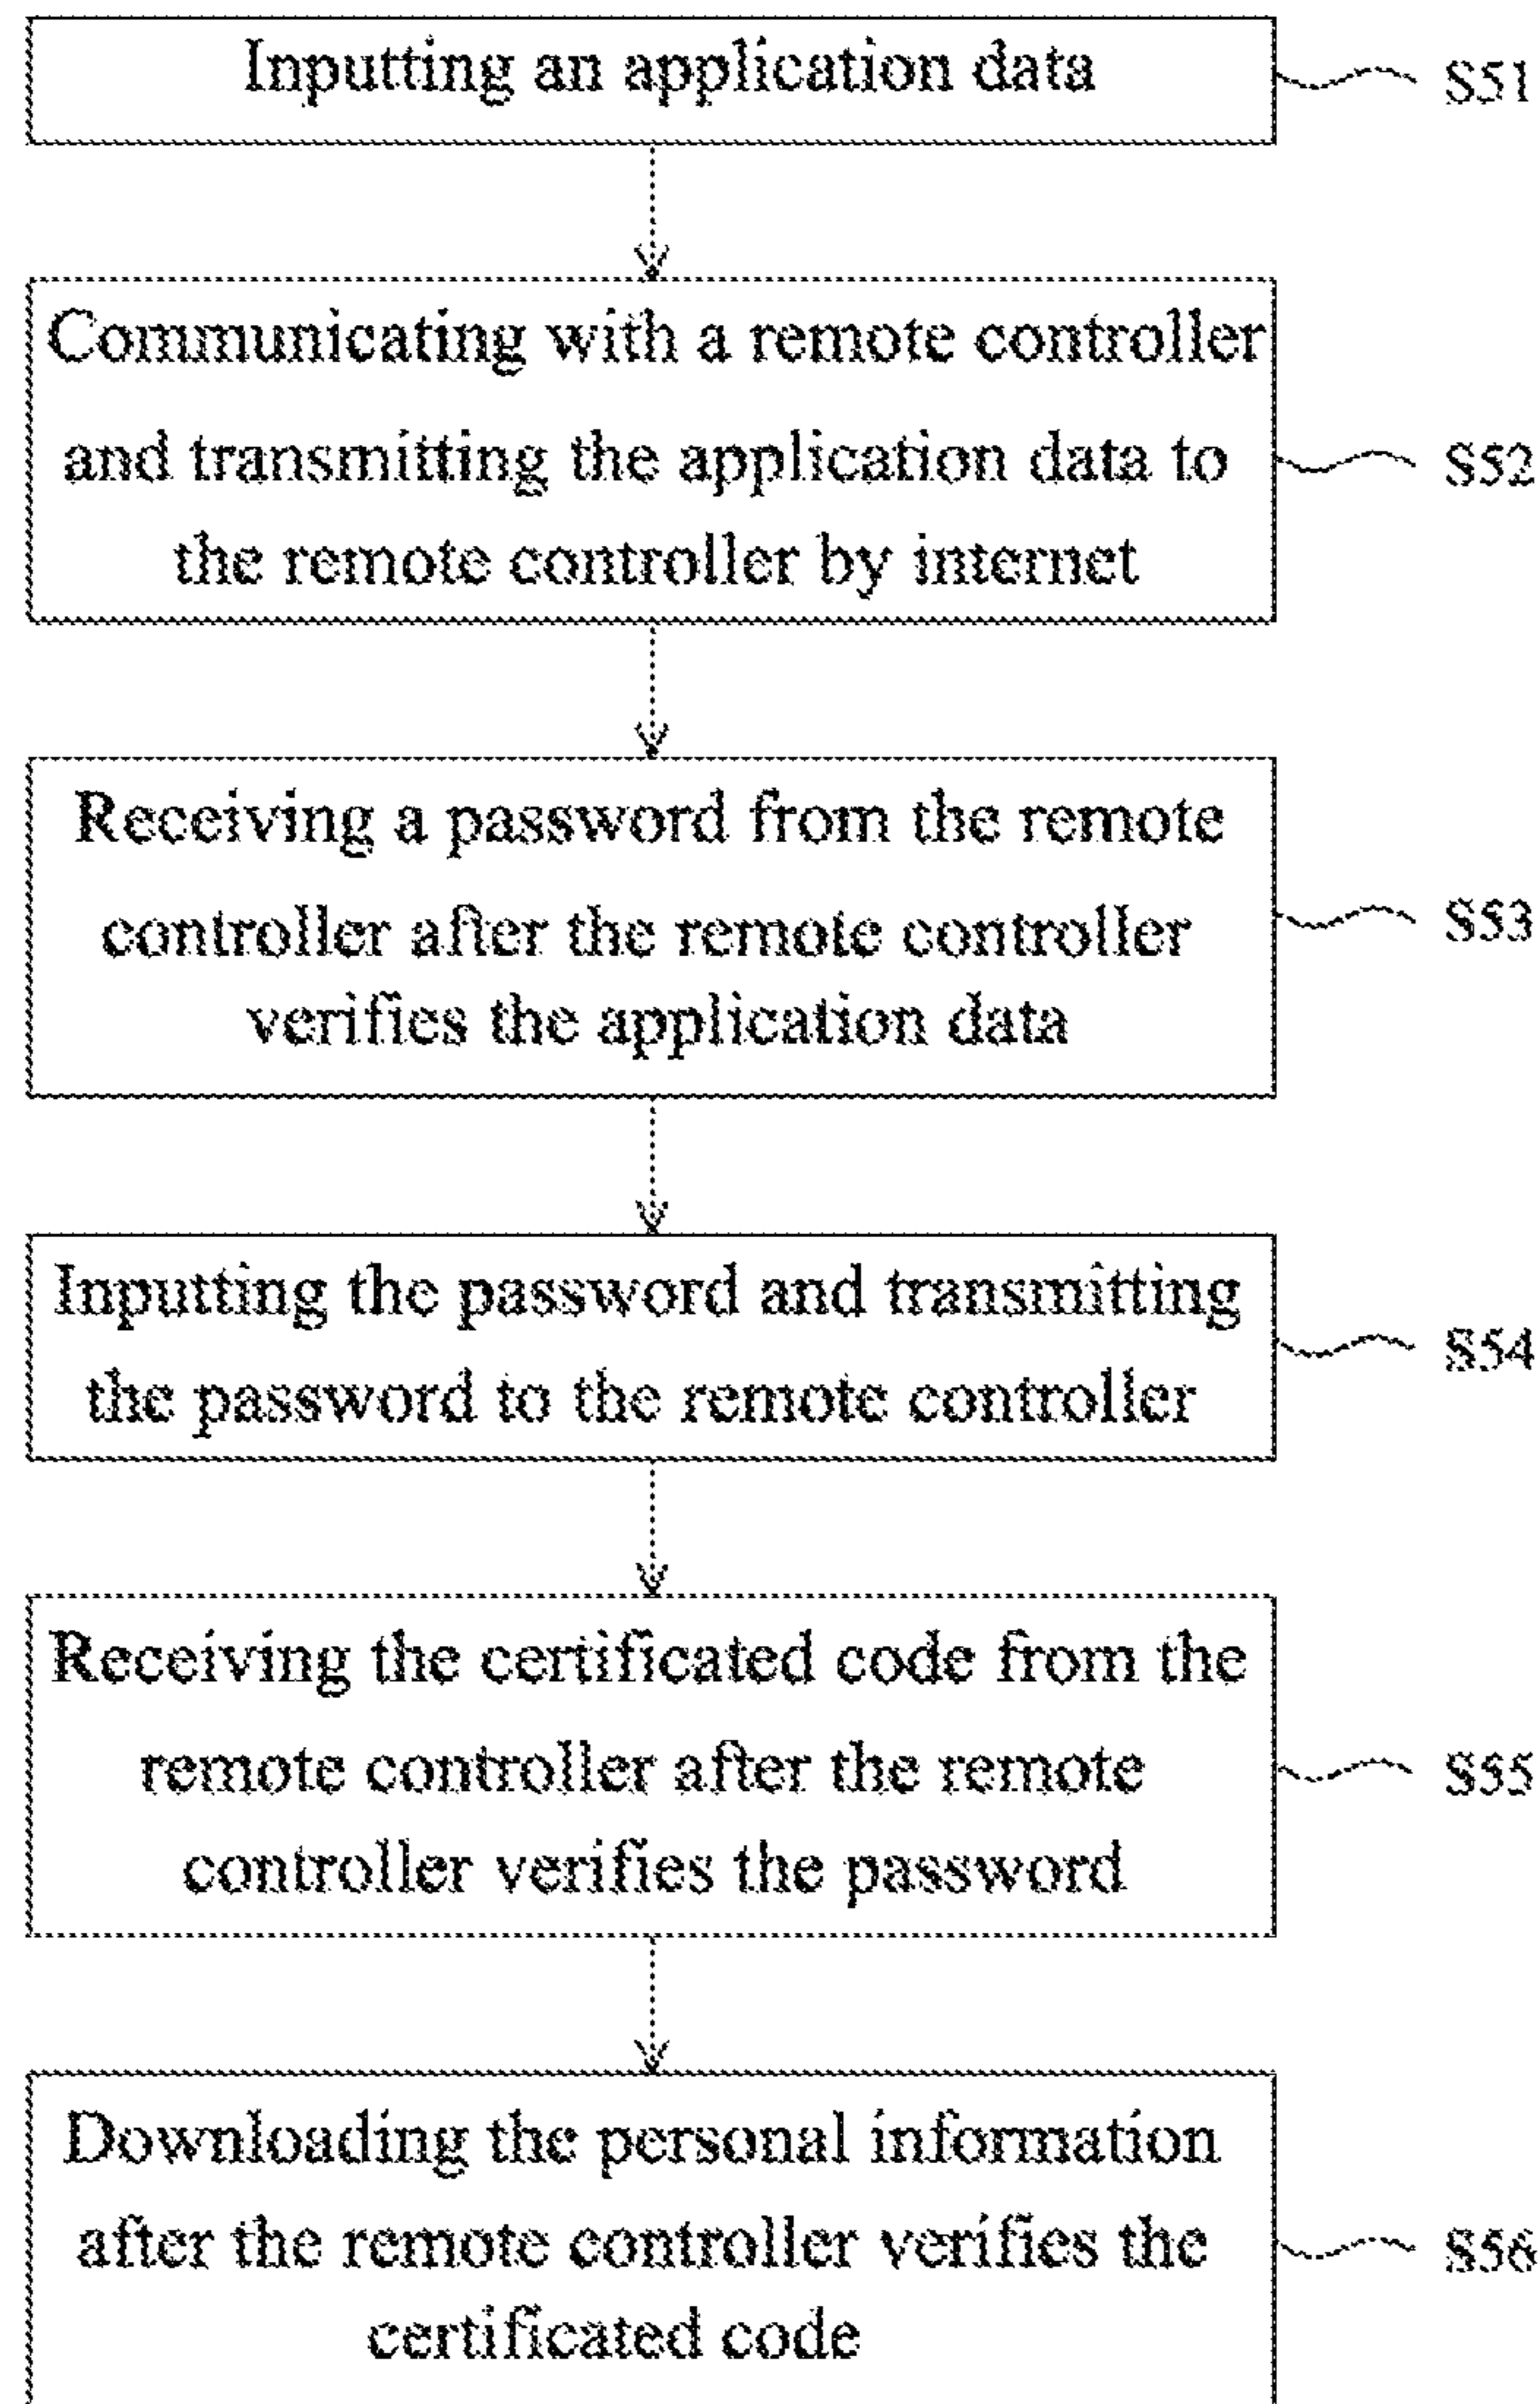 Inputting an application data
S51
Communicating with a remote controller
and transmitting the application data to
the remote controller by internet
S52
Receiving a password from the remote
controller after the remote controller
verifies the application data
S53
Inputting the password and transmitting
the password to the remote controller
S54
Receiving the certificated code from the
remote controller after the remote
controller verifies the password
S55
Downloading the personal information
after the remote controller verifies the
certificated code
S56